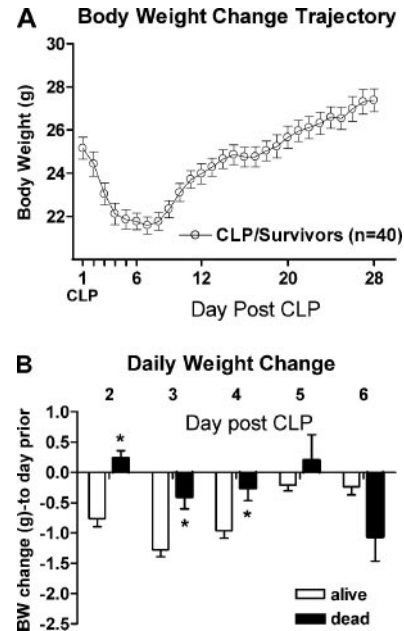 A Body Weight Change Trajectory
Body Weight (g)
30
28
26
24
22
CLP/Survivors (n=40)
1 6 12 20 28
CLP
Day Post CLP
B Daily Weight Change
2 3 4 5 6
Day post CLP
BW change (g)-to day prior
1.0
0.5
0.0
-0.5
-1.0
-1.5
-2.0
-2.5
*
*
*
alive
dead